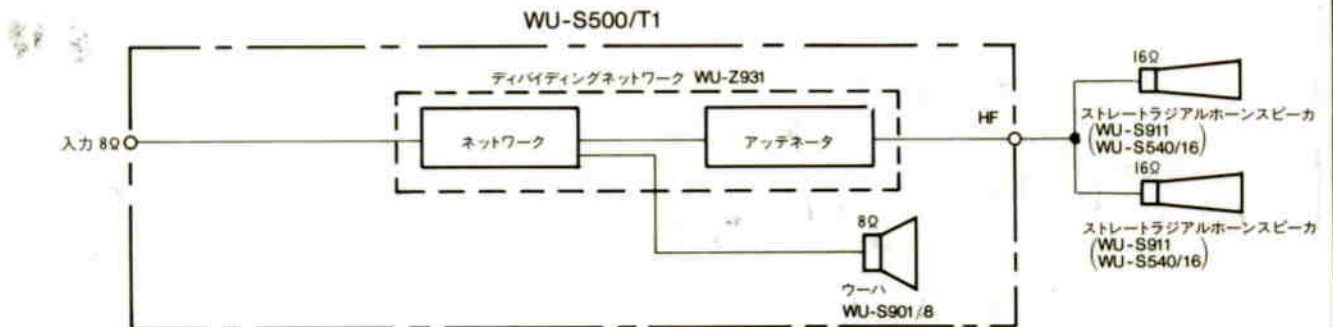 WU-S500/T1
ディバイディングネットワーク WU-Z931
入力 8Ω
ネットワーク
アッテネータ
HF
16Ω
ストレートラジアルホーンスピーカ
(WU-S911
WU-S540/16)
16Ω
ストレートラジアルホーンスピーカ
(WU-S911
WU-S540/16)
8Ω
ウーハ
WU-S901/8